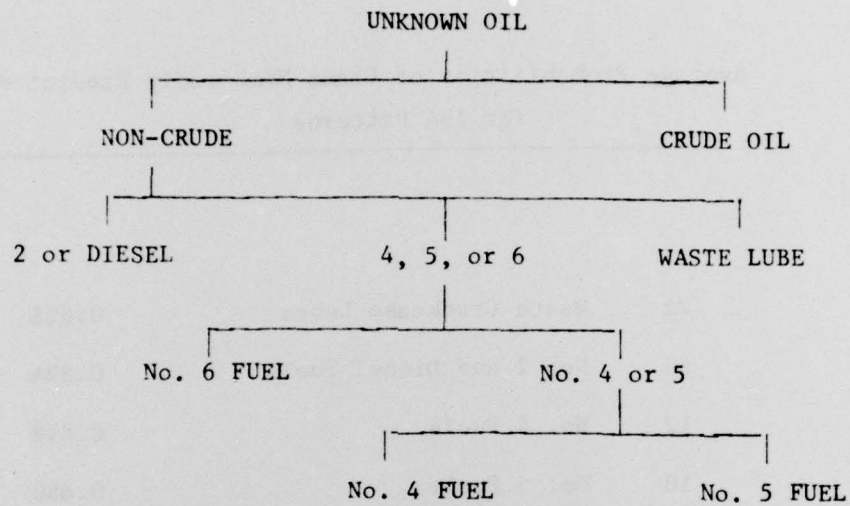 UNKNOWN OIL
NON-CRUDE CRUDE OIL
2 or DIESEL 4, 5, or 6 WASTE LUBE
No. 6 FUEL No. 4 or 5
No. 4 FUEL No. 5 FUEL